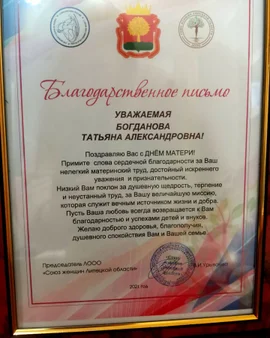 Благодарственное письмо
УВАЖАЕМАЯ
БОГДАНОВА
ТАТЬЯНА АЛЕКСАНДРОВНА!
Поздравляю Вас с ДНЁМ МАТЕРИ!
Примите слова сердечной благодарности за Ваш
нелегкий материнский труд, достойный искреннего
уважения и признательности.
Низкий Вам поклон за душевную щедрость, терпение
и неустанный труд, за Вашу величайшую миссию,
которая служит вечным источником жизни и добра.
Пусть Ваша любовь всегда возвращается к Вам
благодарностью и успехами детей и внуков.
Желаю доброго здоровья, благополучия,
душевного спокойствия Вам и Вашей семье
Председатель ЛООО
«Союз женщин Липецкой области»